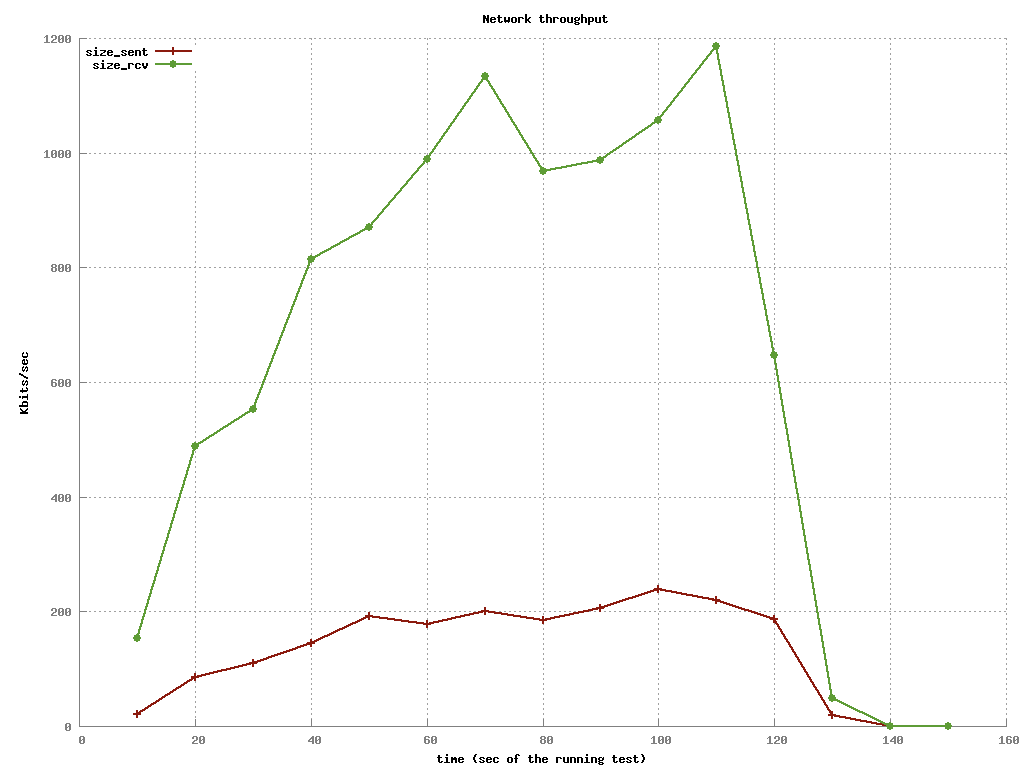 Network throughput
size_sent
size_rcv
1200
1000
800
600
400
200
0
Kbits/sec
0 20 40 60 80 100 120 140 160
time (sec of the running test)